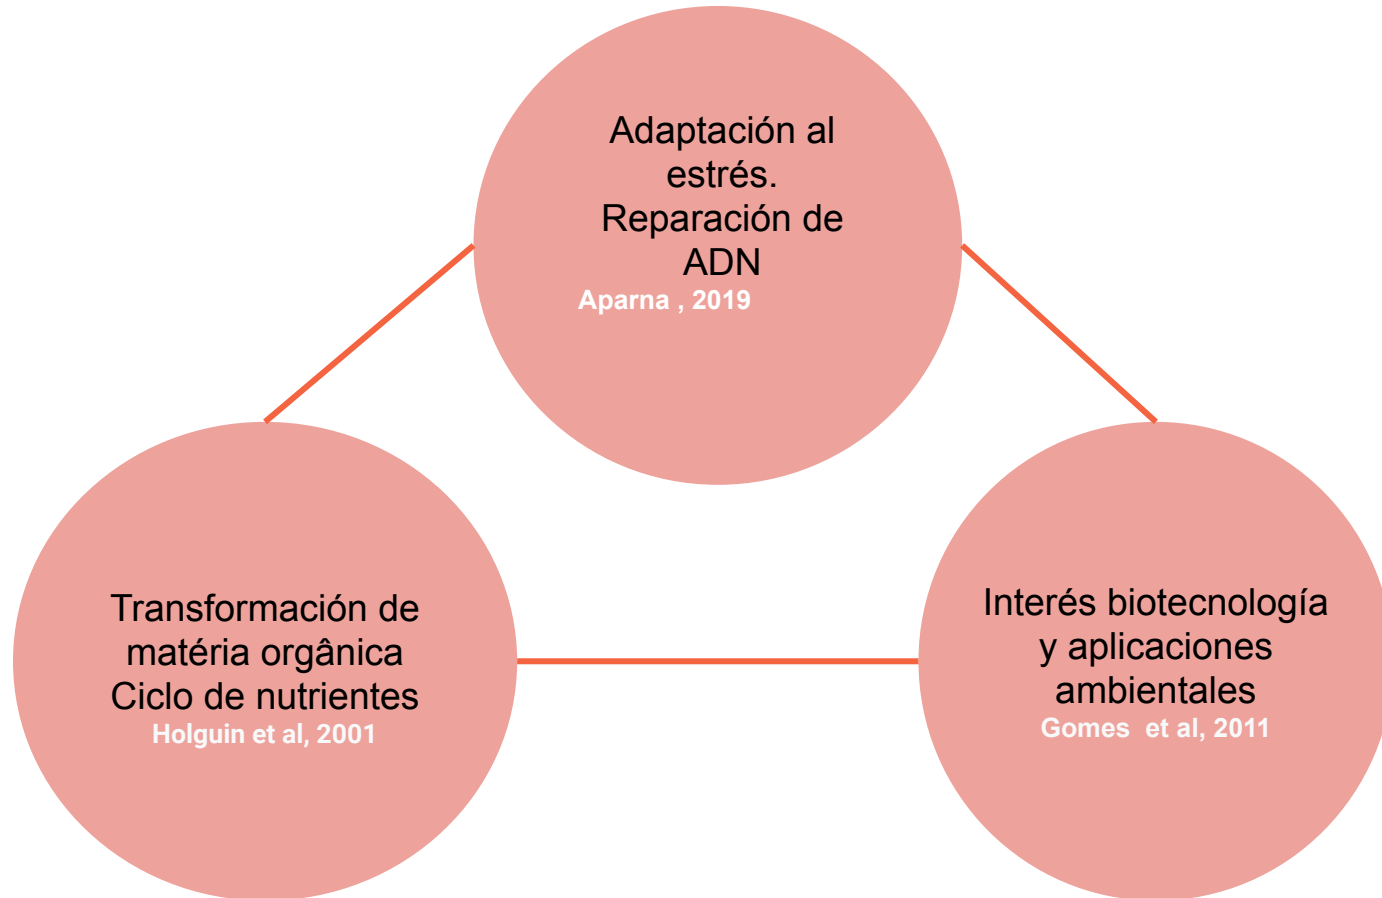 Adaptación al
estrés.
Reparación de
ADN
Aparna , 2019
Transformación de
matéria orgânica
Ciclo de nutrientes
Holguin et al, 2001
Interés biotecnología
y aplicaciones
ambientales
Gomes  et al, 2011